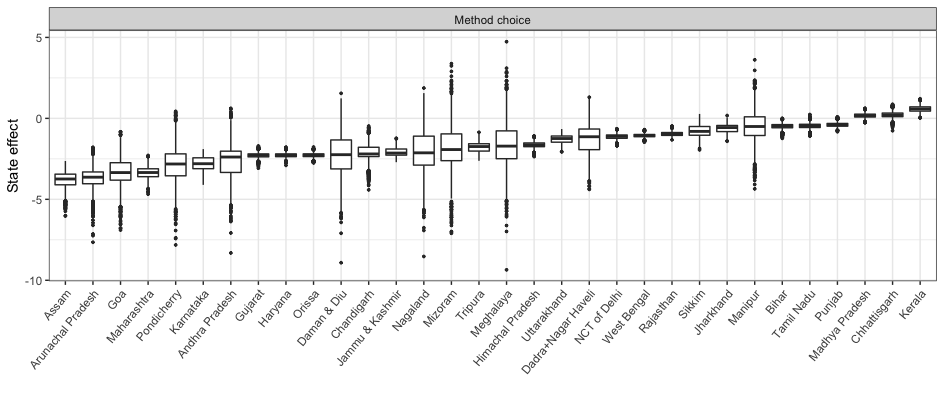 Method choice
State effect
5
0
-5
-10
Assam
Arunachal Pradesh
Goa
Maharashtra
Pondicherry
Karnataka
Andhra Pradesh
Gujarat
Haryana
Orissa
Daman & Diu
Chandigarh
Jammu & Kashmir
Nagaland
Mizoram
Tripura
Meghalaya
Himachal Pradesh
Uttarakhand
Dadra+Nagar Haveli
NCT of Delhi
West Bengal
Rajasthan
Sikkim
Jharkhand
Manipur
Bihar
Tamil Nadu
Punjab
Madhya Pradesh
Chhattisgarh
Kerala